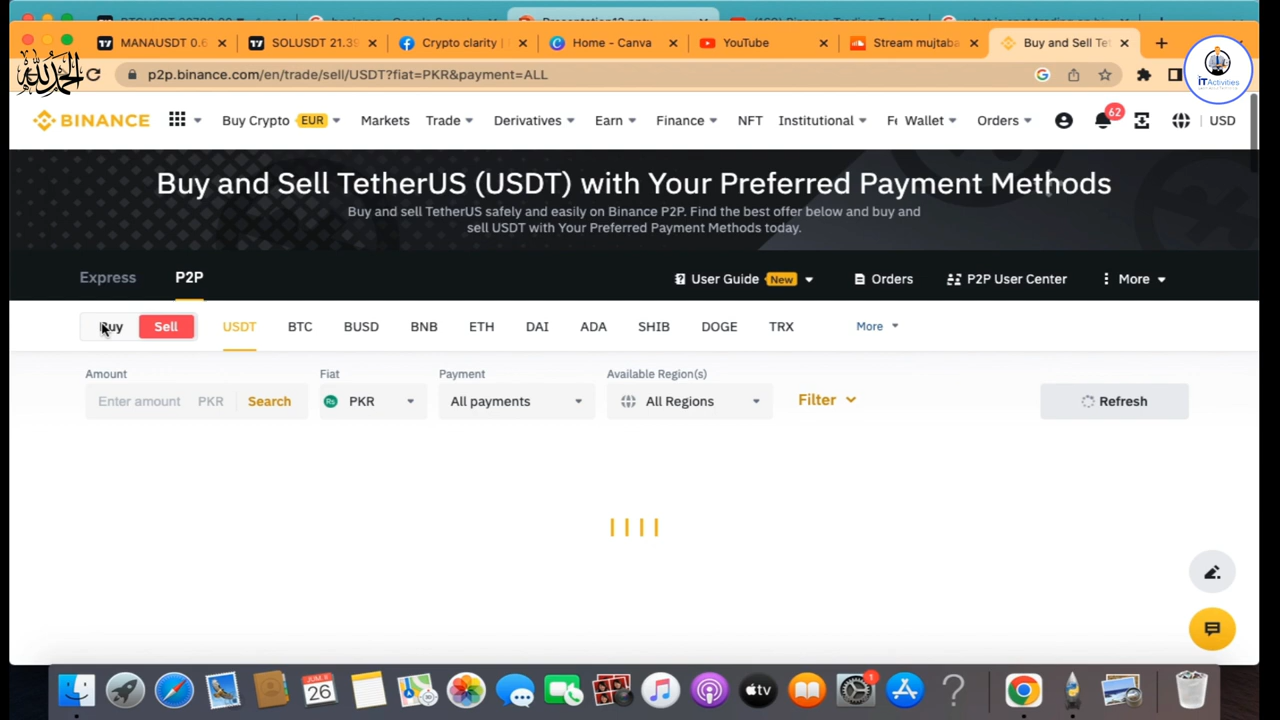 MANAUSDT 0.6
SOLUSDT 21.39
Crypto clarity |
Home - Canva
YouTube
Stream mujtaba
Buy and Sell Tet
الحمدلله
p2p.binance.com/en/trade/sell/USDT?fiat=PKR&payment=ALL
iTActivities
BINANCE
Buy Crypto EUR
Markets
Trade
Derivatives
Earn
Finance
NFT
Institutional
Wallet
Orders
62
USD
Buy and Sell TetherUS (USDT) with Your Preferred Payment Methods
Buy and sell TetherUS safely and easily on Binance P2P. Find the best offer below and buy and
sell USDT with Your Preferred Payment Methods today.
Express
P2P
User Guide New
Orders
P2P User Center
More
Buy
Sell
USDT
BTC
BUSD
BNB
ETH
DAI
ADA
SHIB
DOGE
TRX
More
Amount
Fiat
Payment
Available Region(s)
Enter amount PKR Search
PKR
All payments
All Regions
Filter
Refresh
26
tv
1